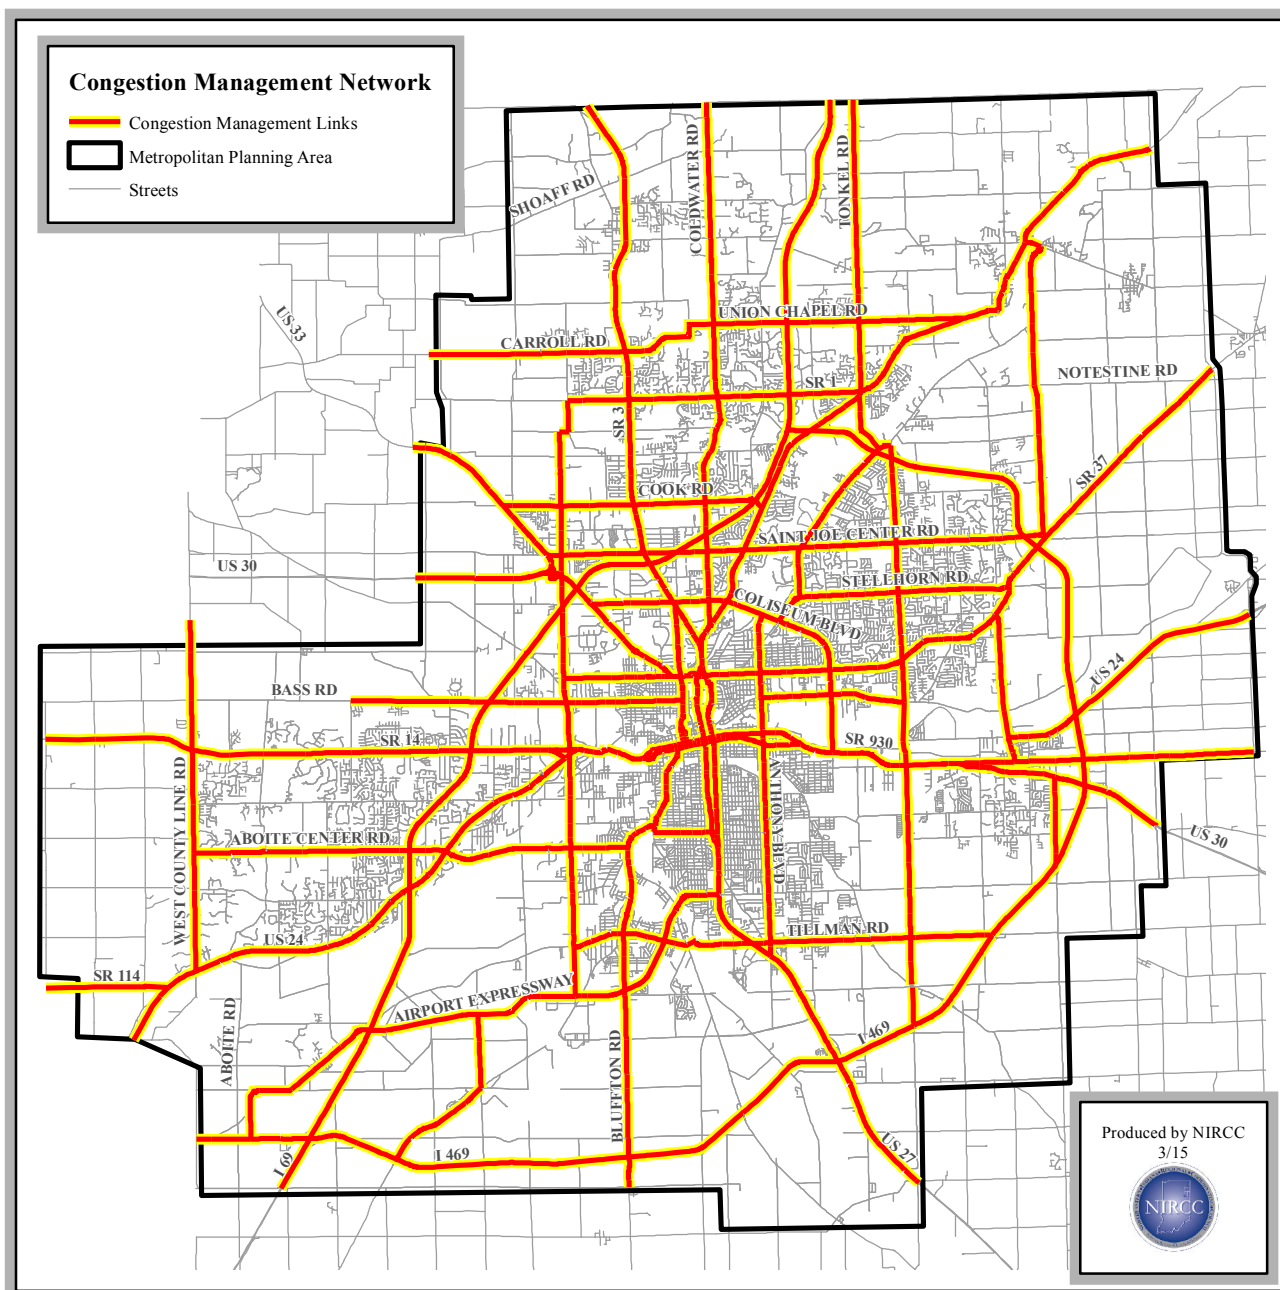 Congestion Management Network
Congestion Management Links
Metropolitan Planning Area
Streets
SHOAFF RD
COLDWATER RD
TONKEL RD
US 33
UNION CHAPEL RD
CARROLL RD
SR 1
NOTESTINE RD
SR 3
SR 37
COOK RD
SAINT JOE CENTER RD
US 30
STELLHORN RD
COLISEUM BLVD
US 24
BASS RD
SR 14
SR 930
WEST COUNTY LINE RD
ANTHONY BLVD
ABOITE CENTER RD
US 30
US 24
TILLMAN RD
SR 114
AIRPORT EXPRESSWAY
ABOITE RD
I 469
BLUFFTON RD
I 69
I 469
US 27
Produced by NIRCC
3/15
NIRCC